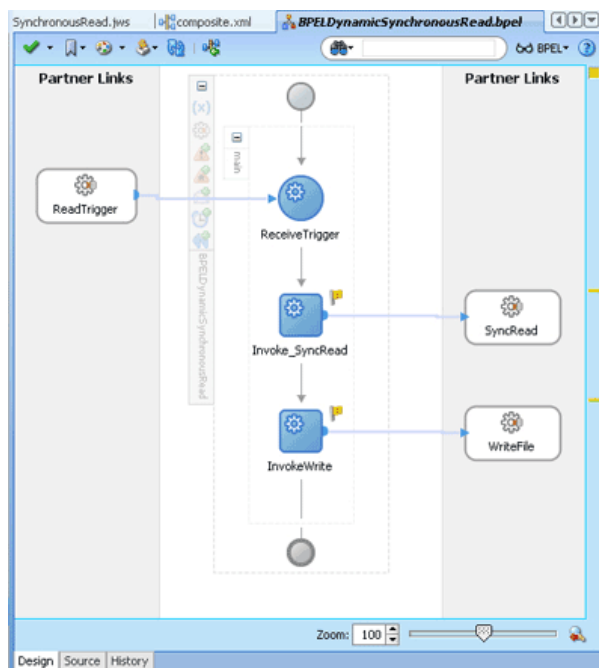 SynchronousRead.jws composite.xml BPELDynamicSynchronousRead.bpel
BPEL
Partner Links Partner Links
(x)
main
ReadTrigger
ReceiveTrigger
BPELDynamicSynchronousRead
Invoke_SyncRead
SyncRead
InvokeWrite
WriteFile
Zoom: 100
Design Source History